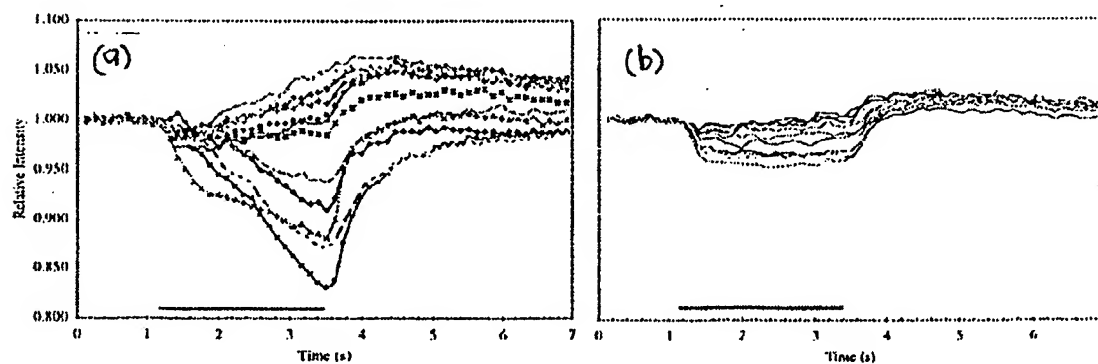 1.100
(a)
(b)
1.050
1.000
0.950
0.900
0.850
0.800
Relative Intensity
0 1 2 3 4 5 6 7
0 1 2 3 4 5 6
Time (s)
Time (s)